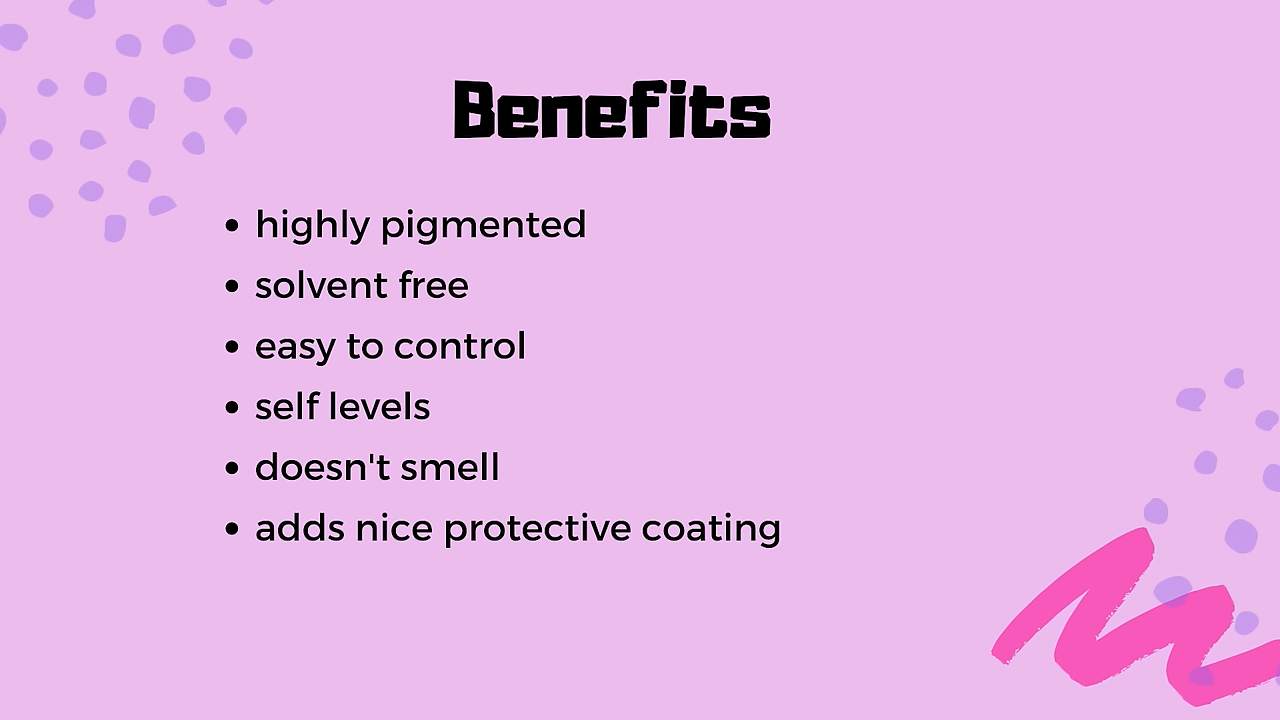 Benefits
• highly pigmented
• solvent free
• easy to control
• self levels
• doesn't smell
• adds nice protective coating